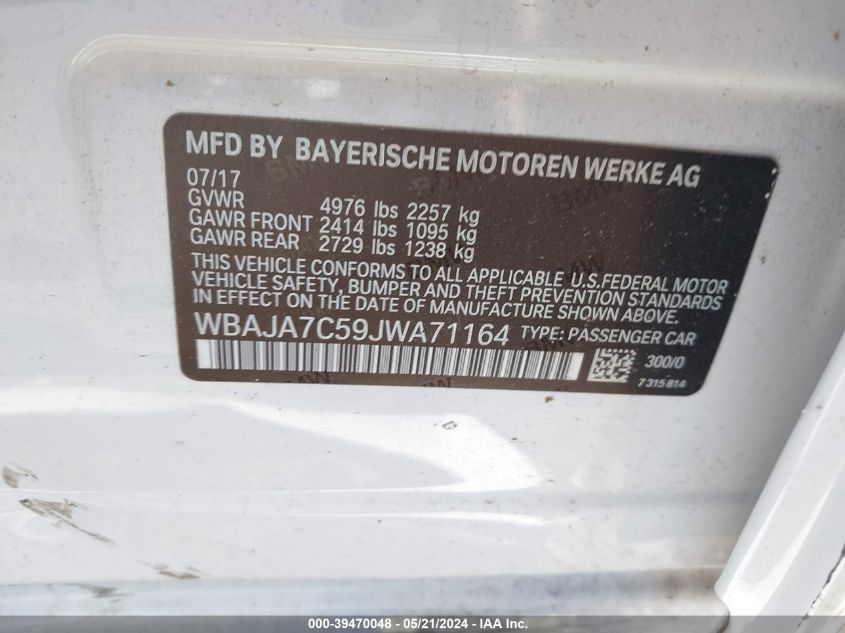 MFD BY BAYERISCHE MOTOREN WERKE AG
07/17
GVWR 4976 lbs 2257 kg
GAWR FRONT 2414 lbs 1095 kg
GAWR REAR 2729 lbs 1238 kg
THIS VEHICLE CONFORMS TO ALL APPLICABLE U.S.FEDERAL MOTOR
VEHICLE SAFETY, BUMPER AND THEFT PREVENTION STANDARDS
IN EFFECT ON THE DATE OF MANUFACTURE SHOWN ABOVE.
WBAJA7C59JWA71164 TYPE: PASSENGER CAR
300/0
7 315 814
000-39470048 - 05/21/2024 - IAA Inc.